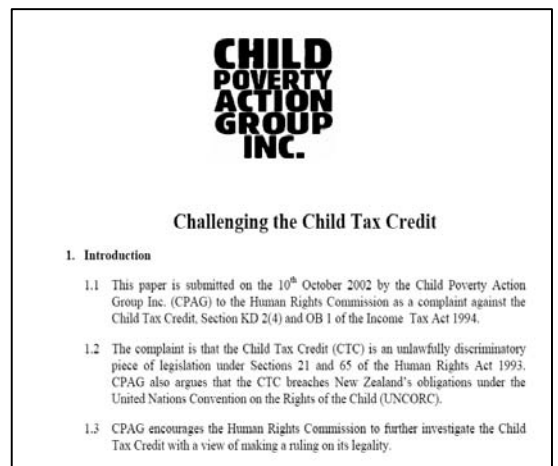 CHILD
POVERTY
ACTION
GROUP
INC.
Challenging the Child Tax Credit
1. Introduction
1.1 This paper is submitted on the 10th October 2002 by the Child Poverty Action
Group Inc. (CPAG) to the Human Rights Commission as a complaint against the
Child Tax Credit, Section KD 2(4) and OB 1 of the Income Tax Act 1994.
1.2 The complaint is that the Child Tax Credit (CTC) is an unlawfully discriminatory
piece of legislation under Sections 21 and 65 of the Human Rights Act 1993.
CPAG also argues that the CTC breaches New Zealand's obligations under the
United Nations Convention on the Rights of the Child (UNCORC).
1.3 CPAG encourages the Human Rights Commission to further investigate the Child
Tax Credit with a view of making a ruling on its legality.